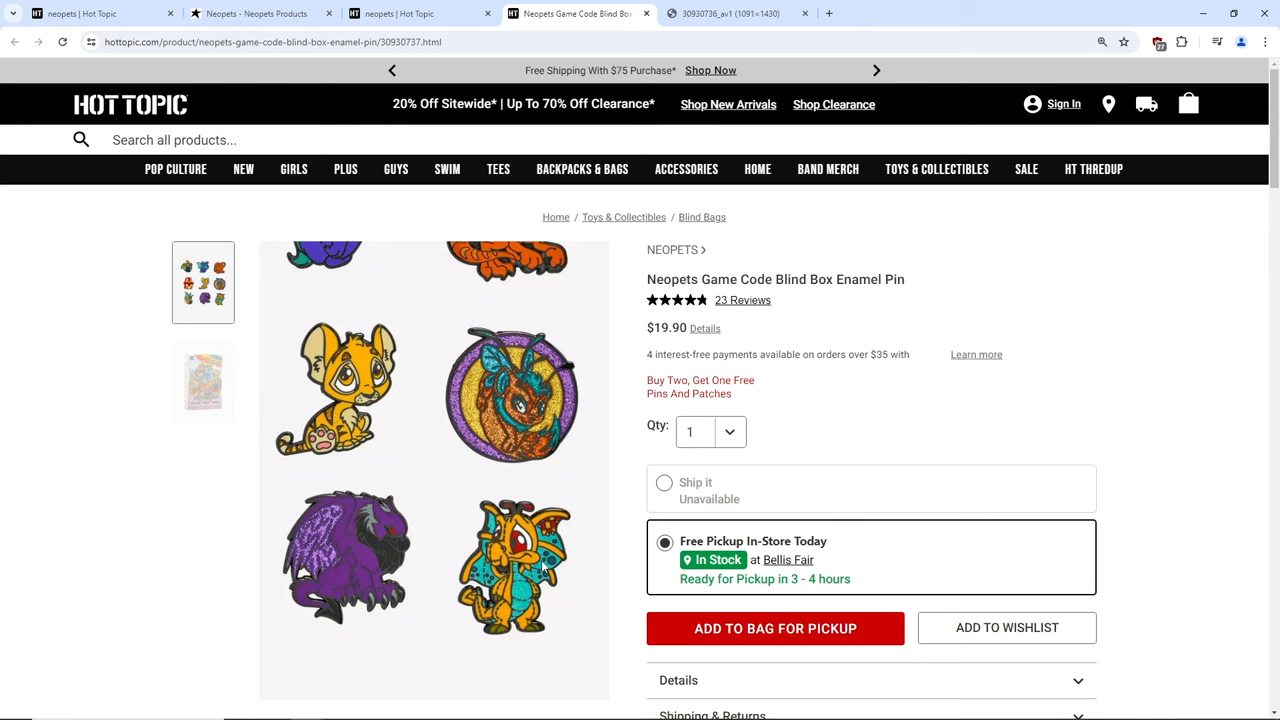 neopets | Hot Topic
Neopets - Neopets Products
neopets | Hot Topic
Neopets Game Code Blind Box
30930736_av1 (1091×1430)
hottopic.com/product/neopets-game-code-blind-box-enamel-pin/30930737.html
27
Free Shipping With $75 Purchase* Shop Now
HOT TOPIC
20% Off Sitewide* | Up To 70% Off Clearance* Shop New Arrivals Shop Clearance
Sign In
Search all products...
POP CULTURE NEW GIRLS PLUS GUYS SWIM TEES BACKPACKS & BAGS ACCESSORIES HOME BAND MERCH TOYS & COLLECTIBLES SALE HT THREDUP
Home / Toys & Collectibles / Blind Bags
NEOPETS
Neopets Game Code Blind Box Enamel Pin
23 Reviews
$19.90 Details
4 interest-free payments available on orders over $35 with Learn more
Buy Two, Get One Free
Pins And Patches
Qty: 1
Ship it
Unavailable
Free Pickup In-Store Today
In Stock at Bellis Fair
Ready for Pickup in 3 - 4 hours
ADD TO BAG FOR PICKUP
ADD TO WISHLIST
Details
Shipping & Returns